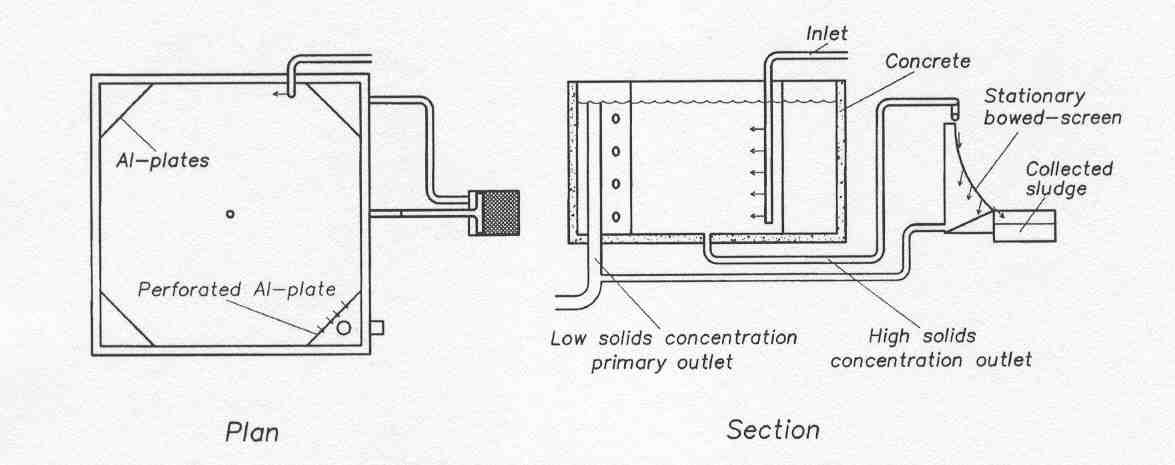 Al-plates
Perforated Al-plate
Plan
Inlet
Concrete
Stationary
bowed-screen
Collected
sludge
Low solids concentration
primary outlet
High solids
concentration outlet
Section